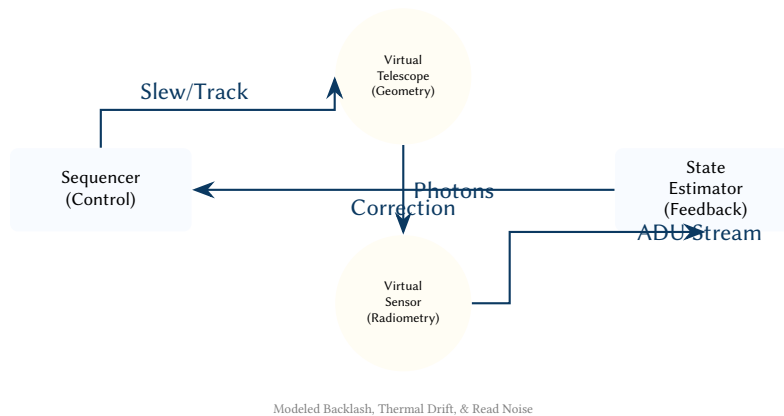 Virtual
Telescope
(Geometry)
Slew/Track
Sequencer
(Control)
State
Estimator
(Feedback)
Photons
Correction
ADU Stream
Virtual
Sensor
(Radiometry)
Modeled Backlash, Thermal Drift, & Read Noise